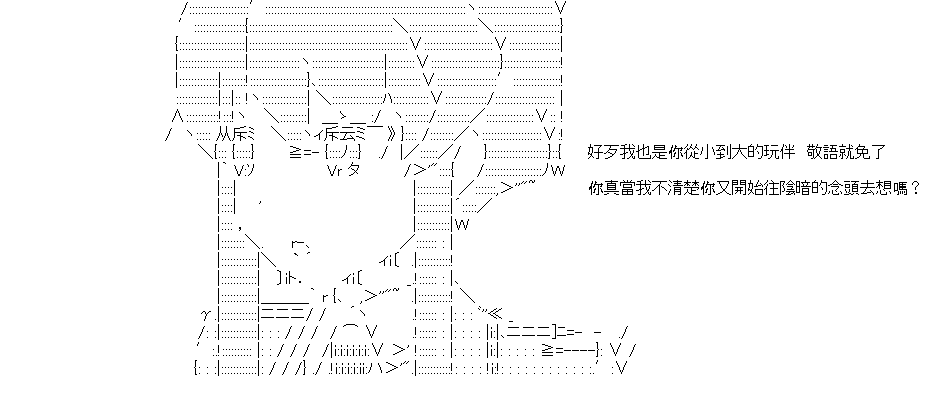 好歹我也是你從小到大的玩伴　敬語就免了
你真當我不清楚你又開始往陰暗的念頭去想嗎？